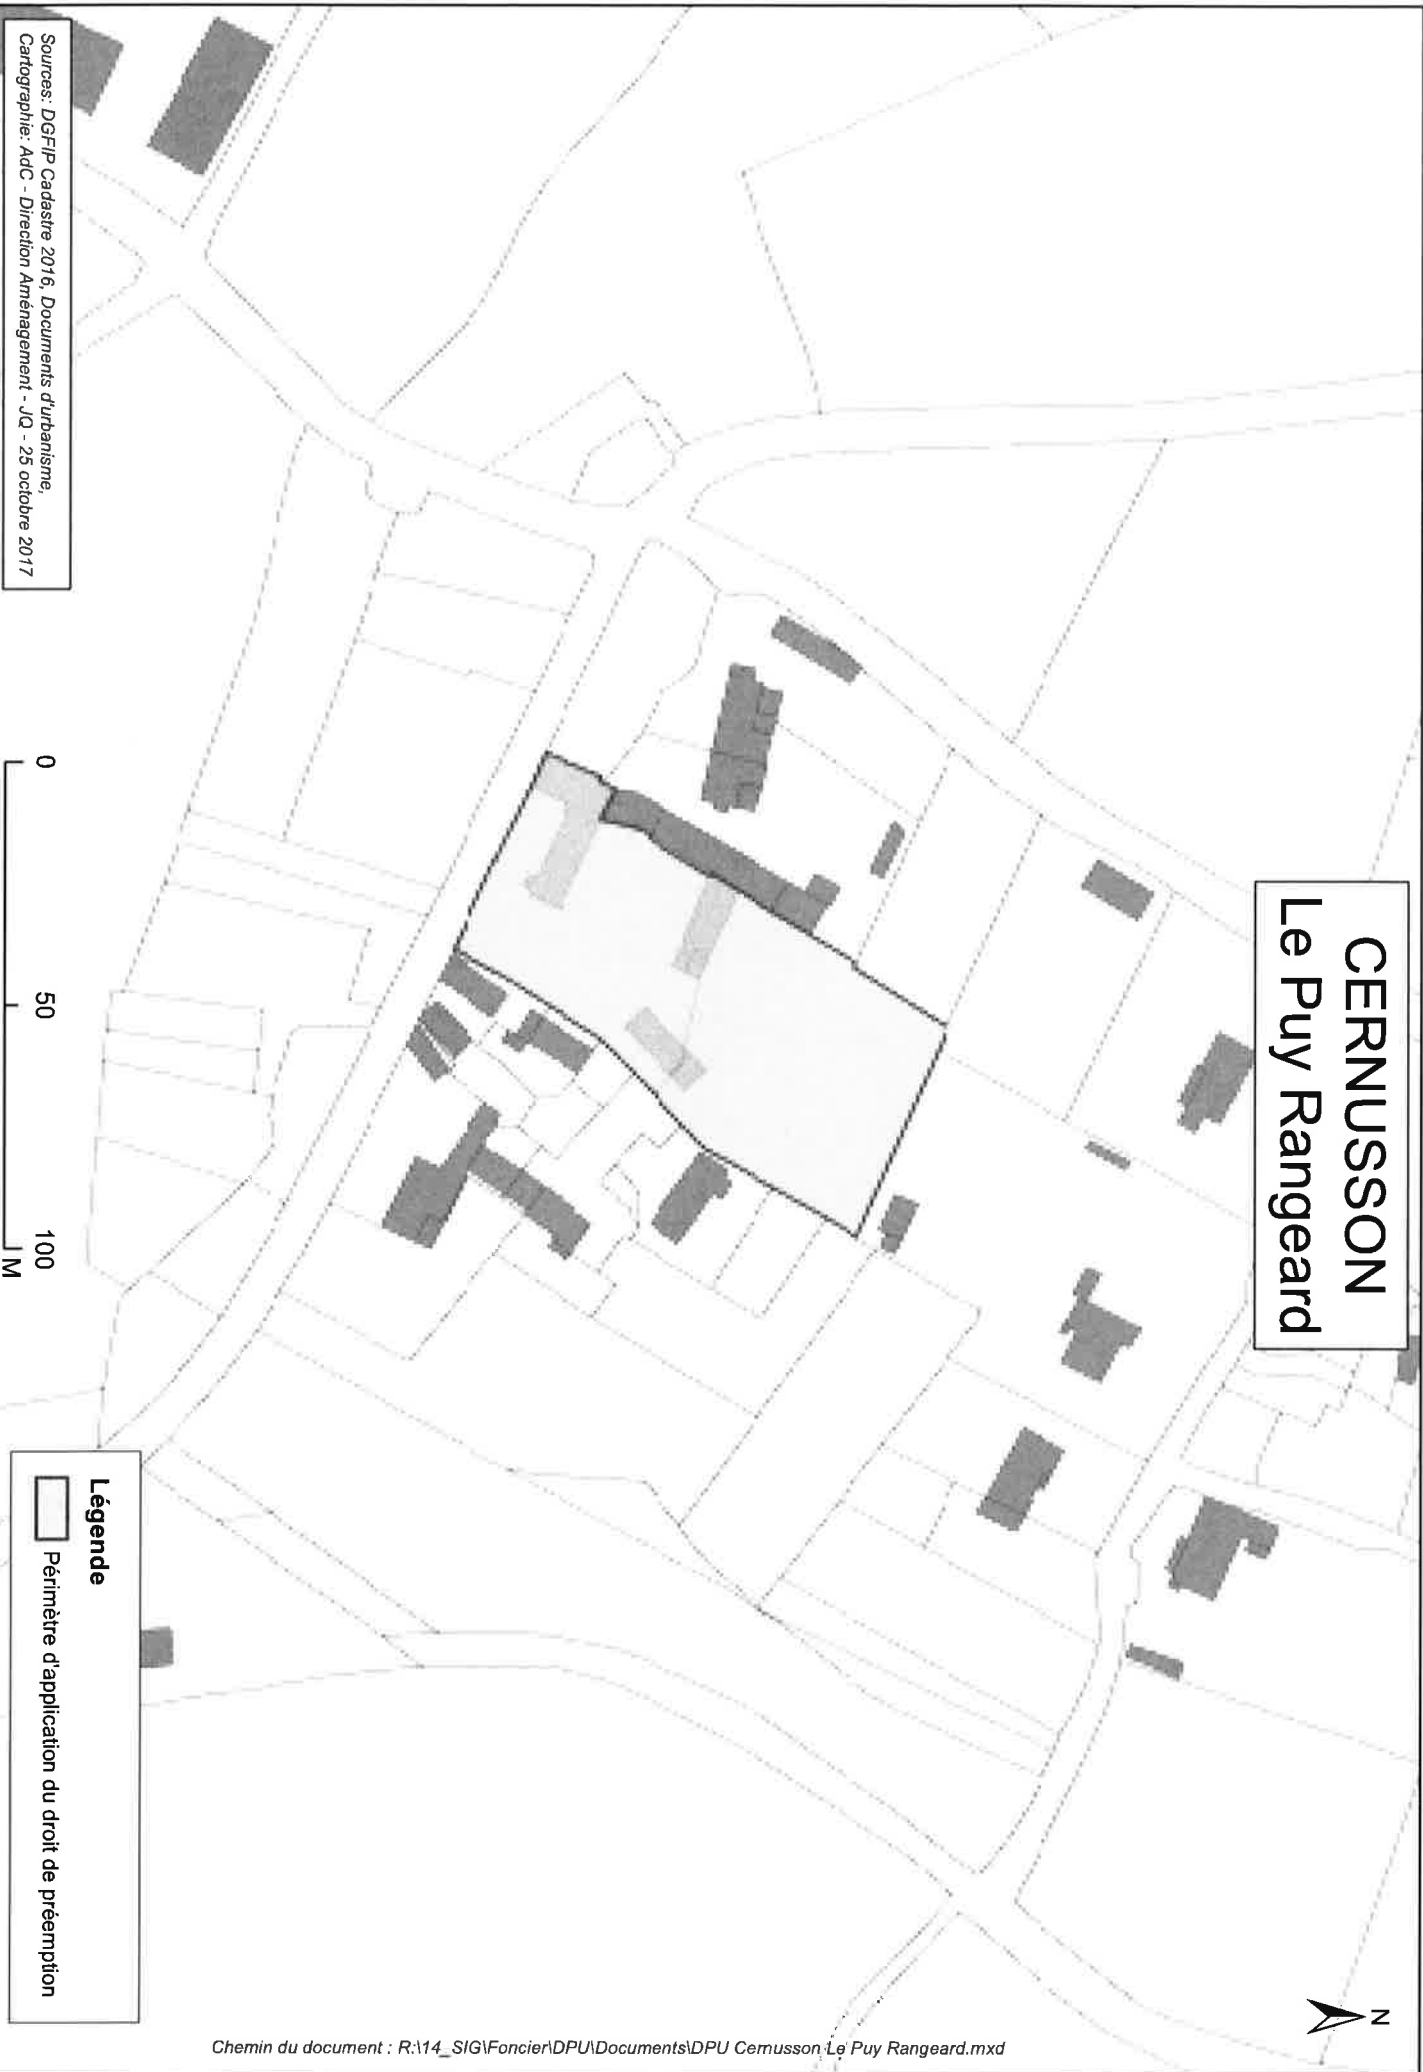 CERNUSSON
Le Puy Rangeard
N
Sources: DGFIP Cadastre 2016, Documents d'urbanisme,
Cartographie: AdC - Direction Aménagement - JQ - 25 octobre 2017
0 50 100
M
Légende
Périmètre d'application du droit de préemption
Chemin du document : R:\14_SIG\Foncier\DPU\Documents\DPU Cernusson Le Puy Rangeard.mxd